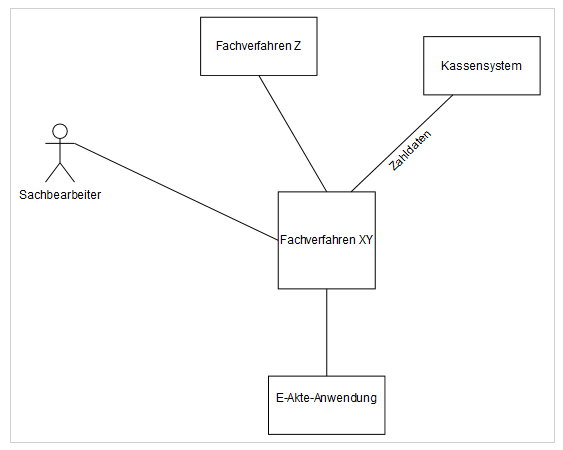 Fachverfahren Z
Kassensystem
Zahldaten
Sachbearbeiter
Fachverfahren XY
E-Akte-Anwendung